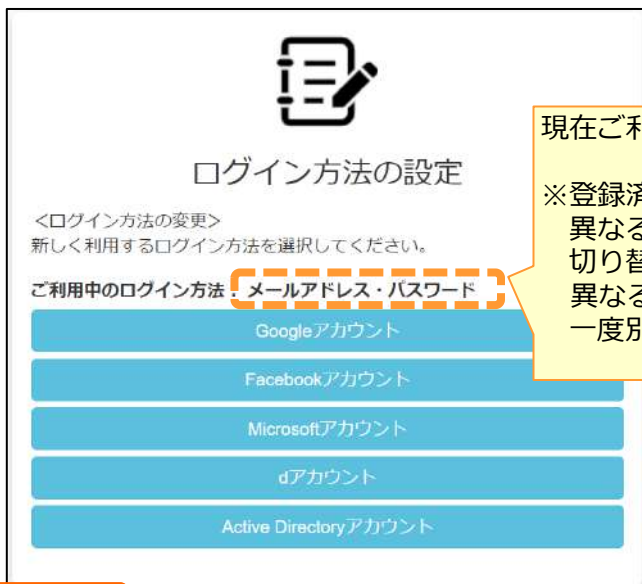 ログイン方法の設定
<ログイン方法の変更>
新しく利用するログイン方法を選択してください。
ご利用中のログイン方法: メールアドレス・パスワード
Googleアカウント
Facebookアカウント
Microsoftアカウント
dアカウント
Active Directoryアカウント
現在ご利
※登録済
異なる
切り替
異なる
一度別